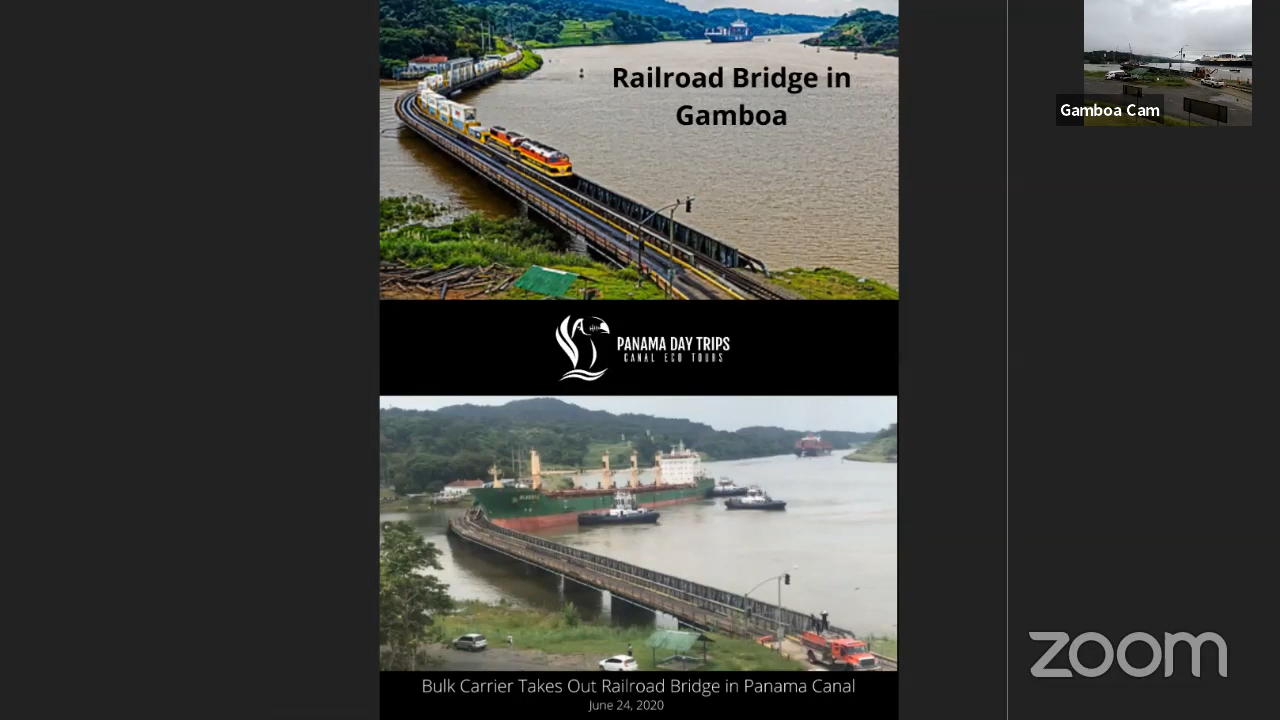 Railroad Bridge in
Gamboa
Gamboa Cam
PANAMA DAY TRIPS
CANAL ECO TOURS
Bulk Carrier Takes Out Railroad Bridge in Panama Canal
June 24, 2020
zoom